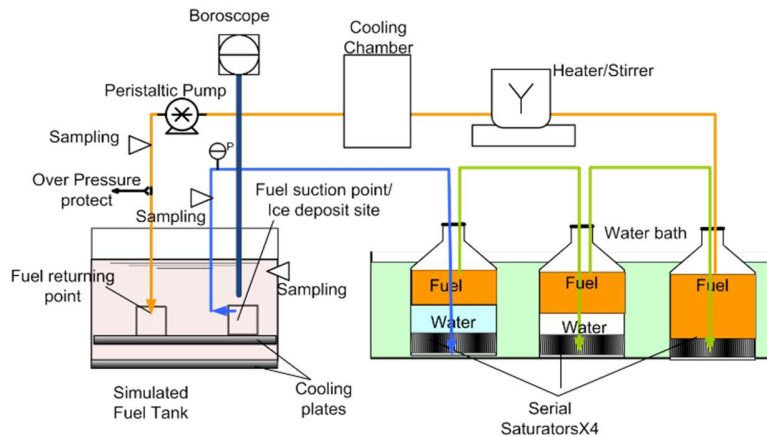 Boroscope
Cooling
Chamber
Heater/Stirrer
Peristaltic Pump
Sampling
P
Over Pressure
protect
Sampling
Fuel suction point/
Ice deposit site
Water bath
Fuel returning
point
Sampling
Fuel
Fuel
Fuel
Water
Water
Simulated
Fuel Tank
Cooling
plates
Serial
SaturatorsX4